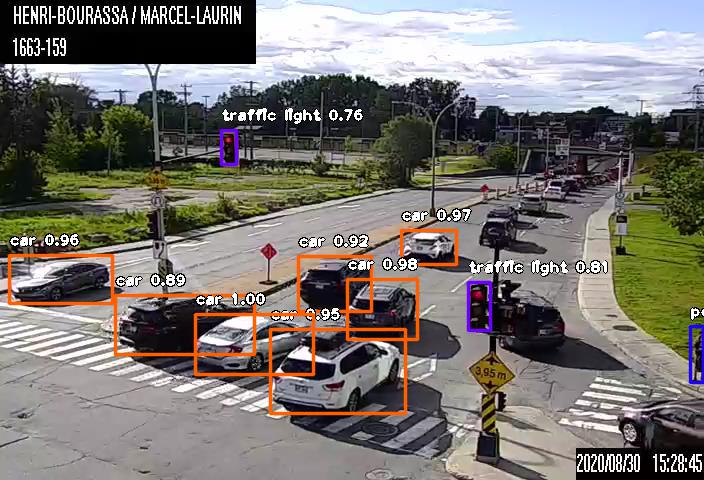 HENRI-BOURASSA / MARCEL-LAURIN
1663-159
traffic light 0.76
car 0.97
car 0.96
car 0.92
car 0.98
traffic light 0.81
car 0.89
car 1.00
car 0.95
pe
3,95 m
2020/08/30 15:28:45